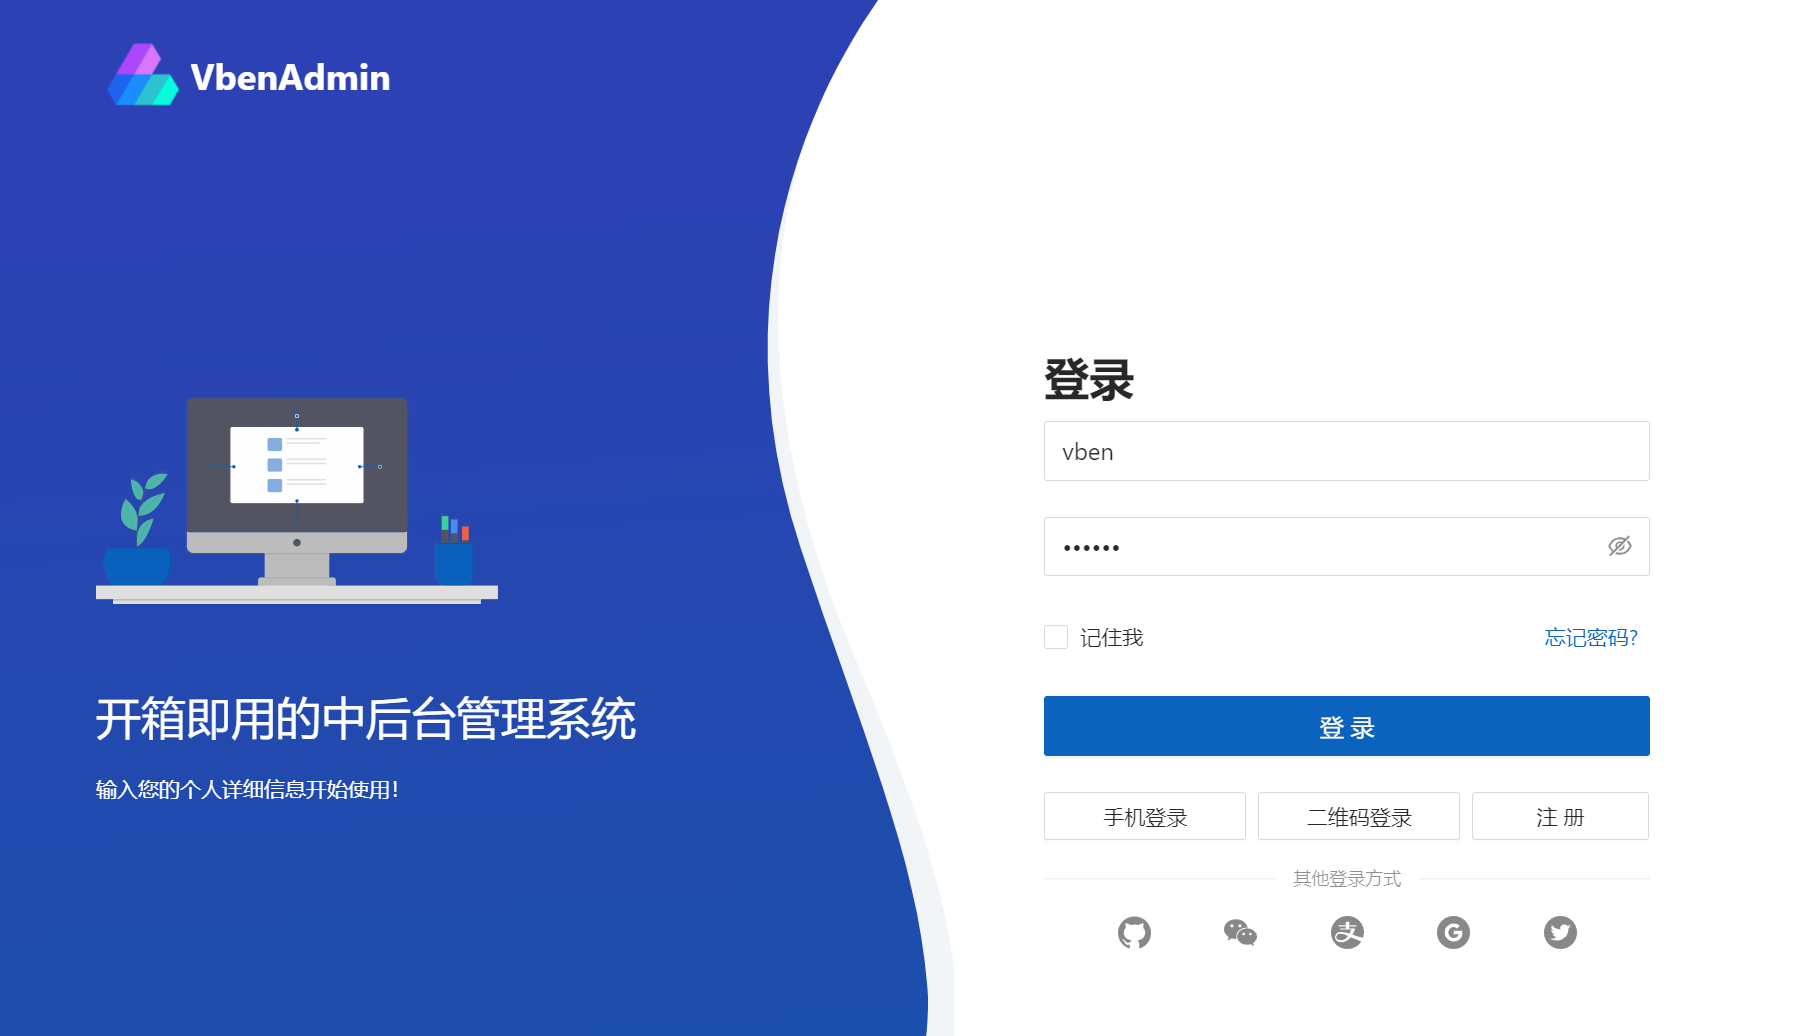 VbenAdmin
开箱即用的中后台管理系统
输入您的个人详细信息开始使用!
登录
vben
••••••
记住我
忘记密码?
登 录
手机登录
二维码登录
注 册
其他登录方式